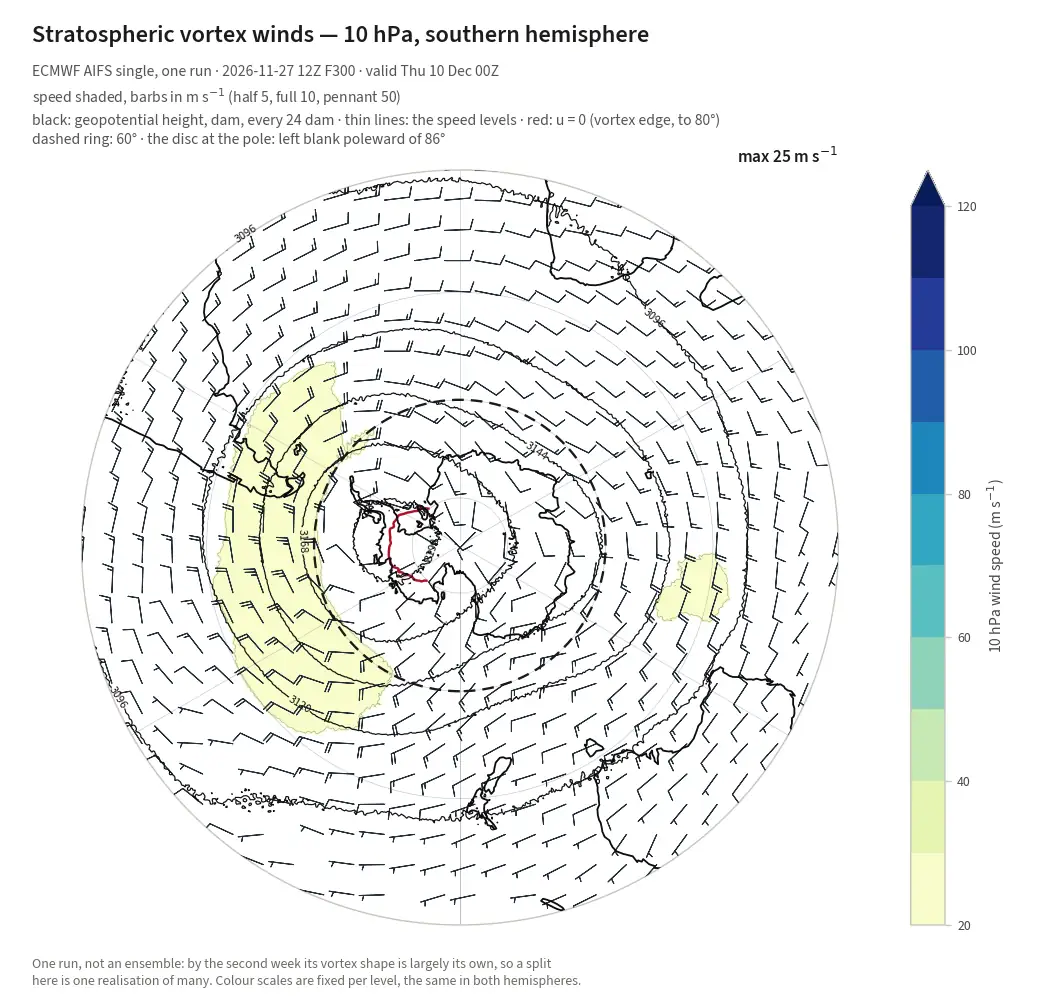 Stratospheric vortex winds — 10 hPa, southern hemisphere
ECMWF AIFS single, one run · 2026-11-27 12Z F300 · valid Thu 10 Dec 00Z
speed shaded, barbs in m s⁻¹ (half 5, full 10, pennant 50)
black: geopotential height, dam, every 24 dam · thin lines: the speed levels · red: u = 0 (vortex edge, to 80°)
dashed ring: 60° · the disc at the pole: left blank poleward of 86°
max 25 m s⁻¹
120
100
80
60
40
20
10 hPa wind speed (m s⁻¹)
3096
3096
3144
3168
3096
3120
One run, not an ensemble: by the second week its vortex shape is largely its own, so a split
here is one realisation of many. Colour scales are fixed per level, the same in both hemispheres.